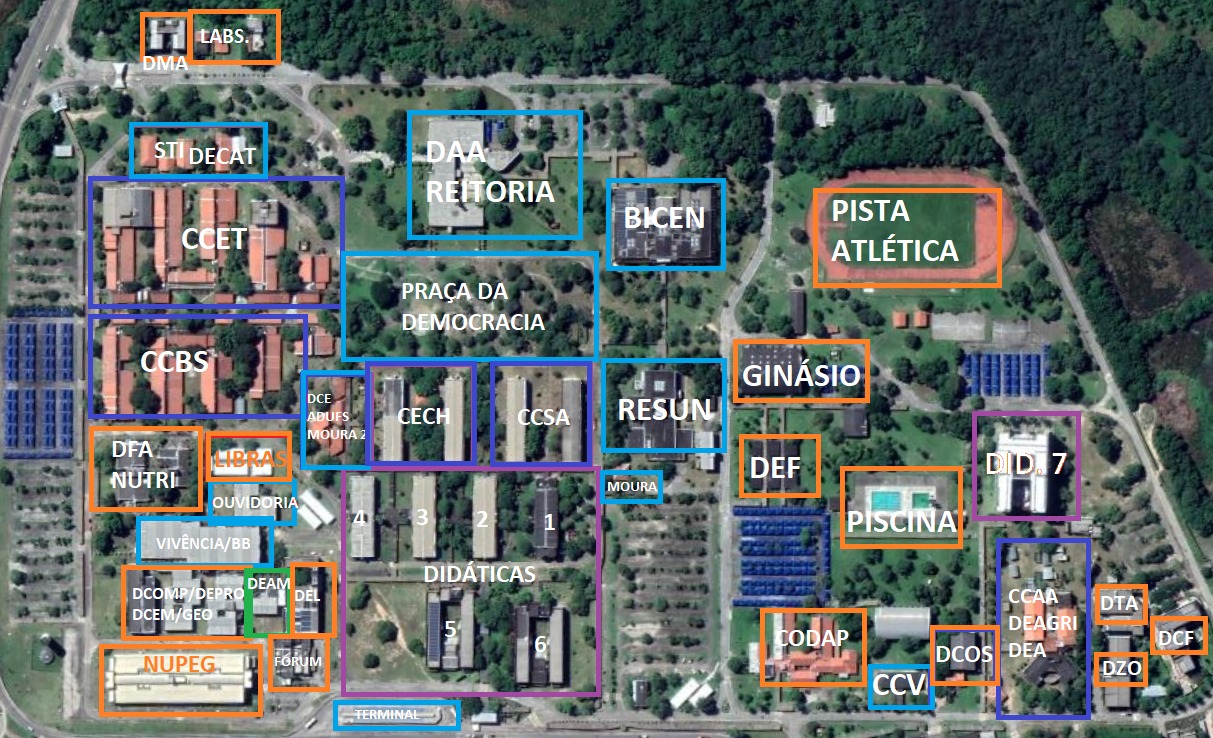 LABS.
DMA
STI DECAT
DAA
REITORIA
BICEN
PISTA
ATLÉTICA
CCET
PRAÇA DA
DEMOCRACIA
CCBS
GINÁSIO
DCE
ADUFS
MOURA 2
CECH
CCSA
RESUN
DFA
NUTRI
LIBRAS
DEF
DID. 7
MOURA
OUVIDORIA
4
3
2
1
PISCINA
VIVÊNCIA/BB
DIDÁTICAS
DCOMP/DEPRO
DCEM/GEO
DEAM
DEL
5
6
CCAA
DEAGRI
DEA
DTA
DCF
CODAP
DCOS
NUPEG
FÓRUM
DZO
CCV
TERMINAL